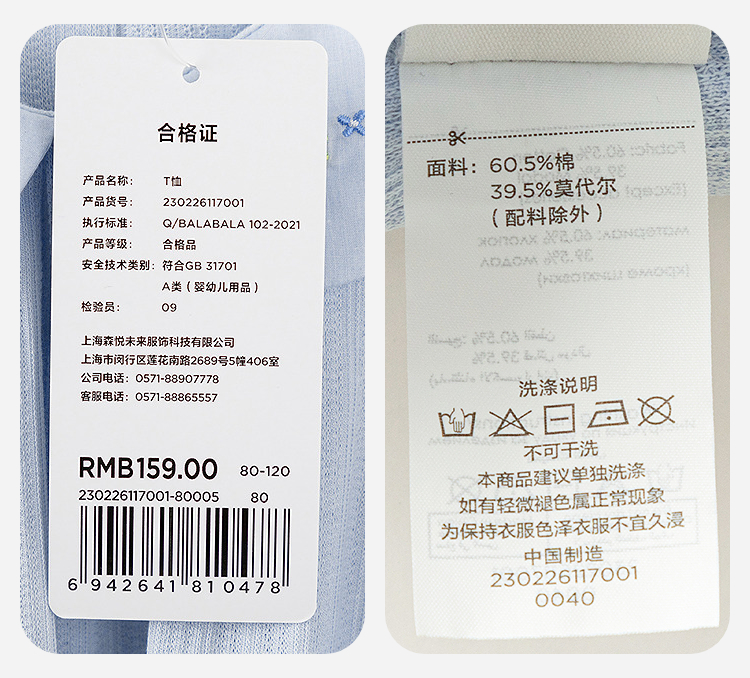 合格证
产品名称： T恤
产品货号： 230226117001
执行标准： Q/BALABALA 102-2021
产品等级： 合格品
安全技术类别： 符合GB 31701
A类（婴幼儿用品）
检验员： 09
上海森悦未来服饰科技有限公司
上海市闵行区莲花南路2689号5幢406室
公司电话： 0571-88907778
客服电话： 0571-88865557
RMB159.00 80-120
230226117001-80005 80
6 942641 810478
面料： 60.5%棉
39.5%莫代尔
（配料除外）
洗涤说明
不可干洗
本商品建议单独洗涤
如有轻微褪色属正常现象
为保持衣服色泽衣服不宜久浸
中国制造
230226117001
0040